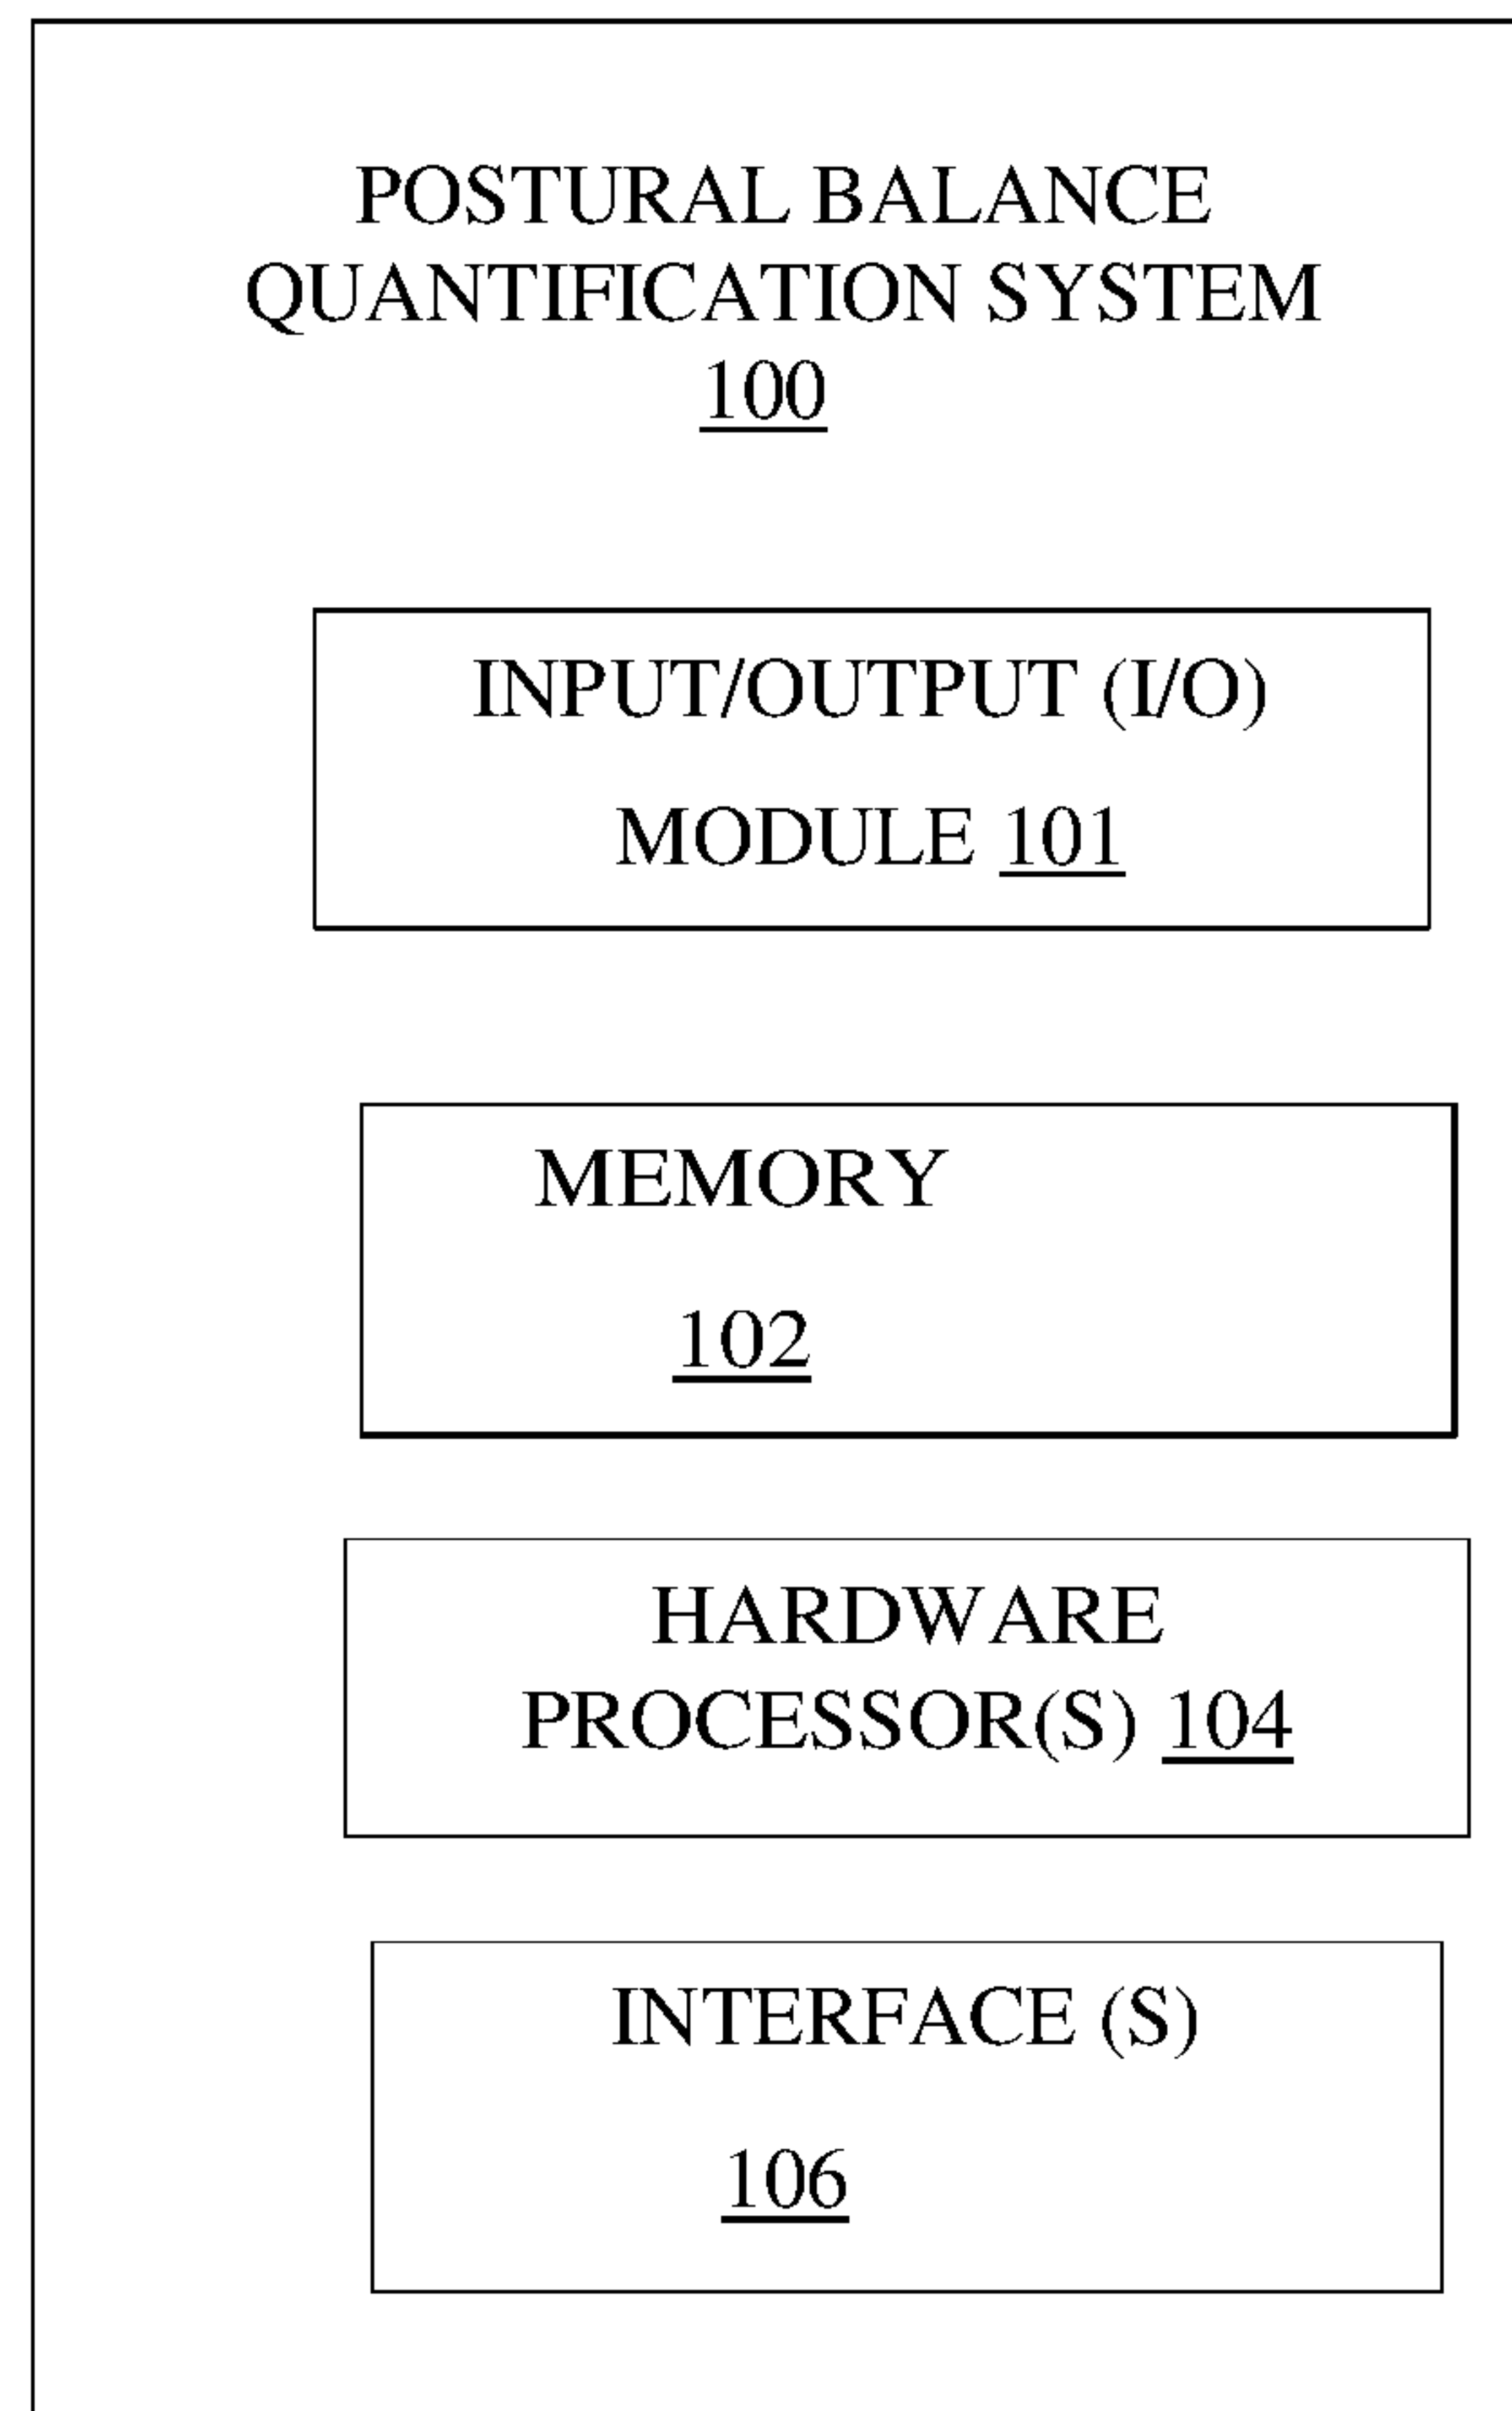 POSTURAL BALANCE
QUANTIFICATION SYSTEM
100
INPUT/OUTPUT (I/O)
MODULE 101
MEMORY
102
HARDWARE
PROCESSOR(S) 104
INTERFACE (S)
106